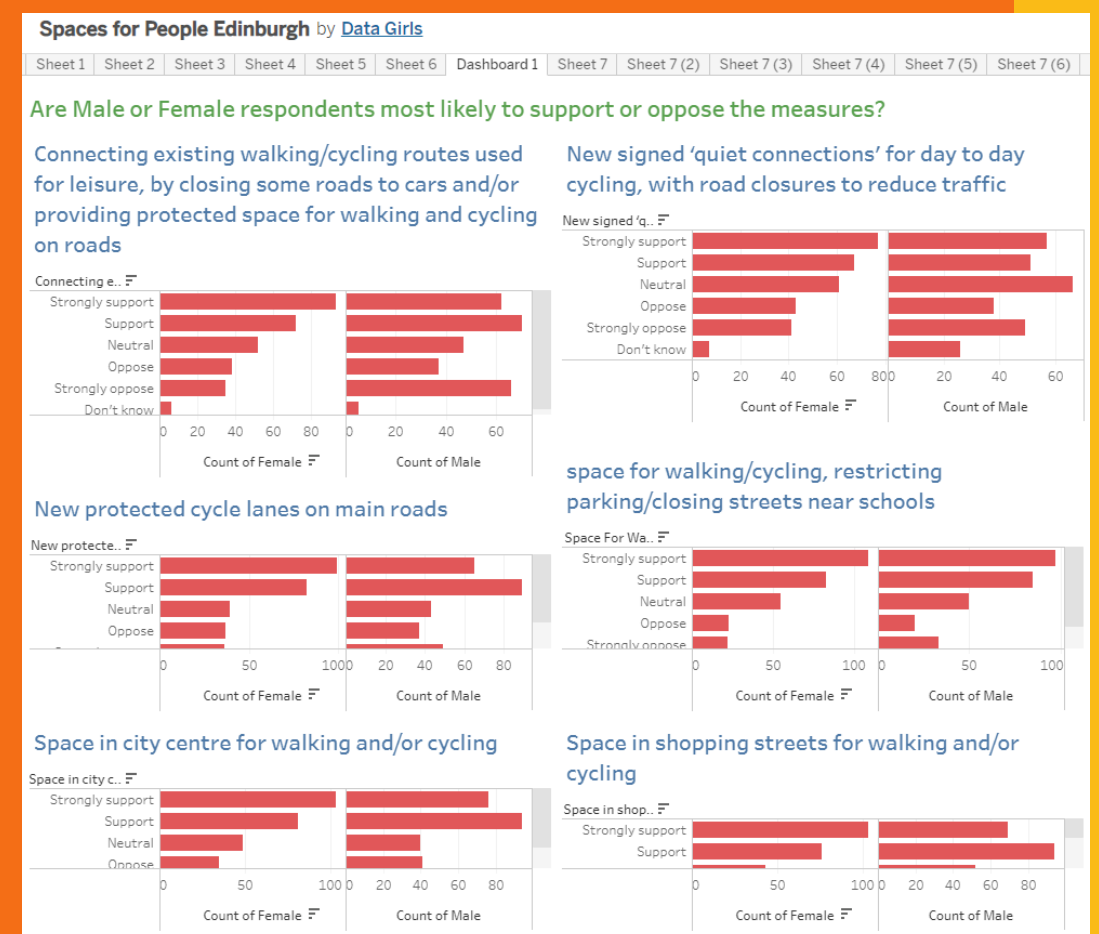 Spaces for People Edinburgh by Data Girls
Sheet 1 Sheet 2 Sheet 3 Sheet 4 Sheet 5 Sheet 6 Dashboard 1 Sheet 7 Sheet 7 (2) Sheet 7 (3) Sheet 7 (4) Sheet 7 (5) Sheet 7 (6)
Are Male or Female respondents most likely to support or oppose the measures?
Connecting existing walking/cycling routes used
for leisure, by closing some roads to cars and/or
providing protected space for walking and cycling
on roads
Connecting e..
Strongly support
Support
Neutral
Oppose
Strongly oppose
Don't know
0 20 40 60 80 0 20 40 60
Count of Female Count of Male
New signed ‘quiet connections’ for day to day
cycling, with road closures to reduce traffic
New signed ‘q..
Strongly support
Support
Neutral
Oppose
Strongly oppose
Don't know
0 20 40 60 80 0 20 40 60
Count of Female Count of Male
New protected cycle lanes on main roads
New protecte..
Strongly support
Support
Neutral
Oppose
0 50 100 0 20 40 60 80
Count of Female Count of Male
space for walking/cycling, restricting
parking/closing streets near schools
Space For Wa..
Strongly support
Support
Neutral
Oppose
Strongly oppose
0 50 100 0 50 100
Count of Female Count of Male
Space in city centre for walking and/or cycling
Space in city c..
Strongly support
Support
Neutral
Oppose
0 50 100 0 20 40 60 80
Count of Female Count of Male
Space in shopping streets for walking and/or
cycling
Space in shop..
Strongly support
Support
0 50 100 0 20 40 60 80
Count of Female Count of Male